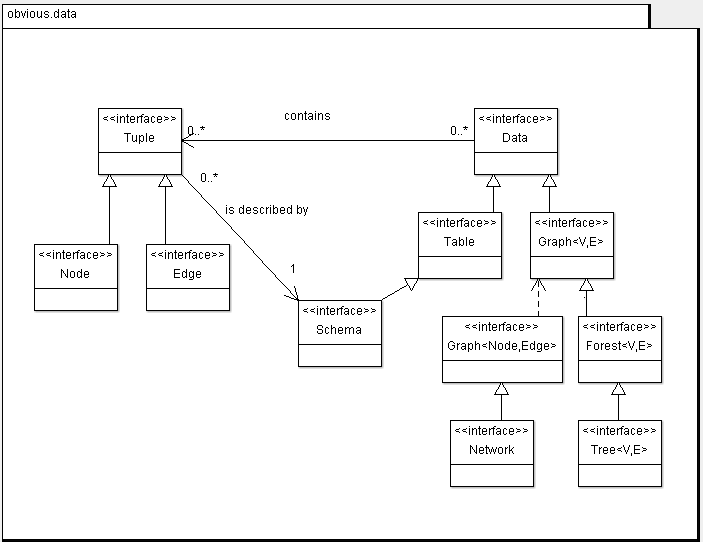 obvious.data
<<interface>>
Tuple
contains
0..*
0..*
<<interface>>
Data
0..*
is described by
1
<<interface>>
Node
<<interface>>
Edge
<<interface>>
Table
<<interface>>
Graph<V,E>
<<interface>>
Schema
<<interface>>
Graph<Node,Edge>
<<interface>>
Forest<V,E>
<<interface>>
Network
<<interface>>
Tree<V,E>